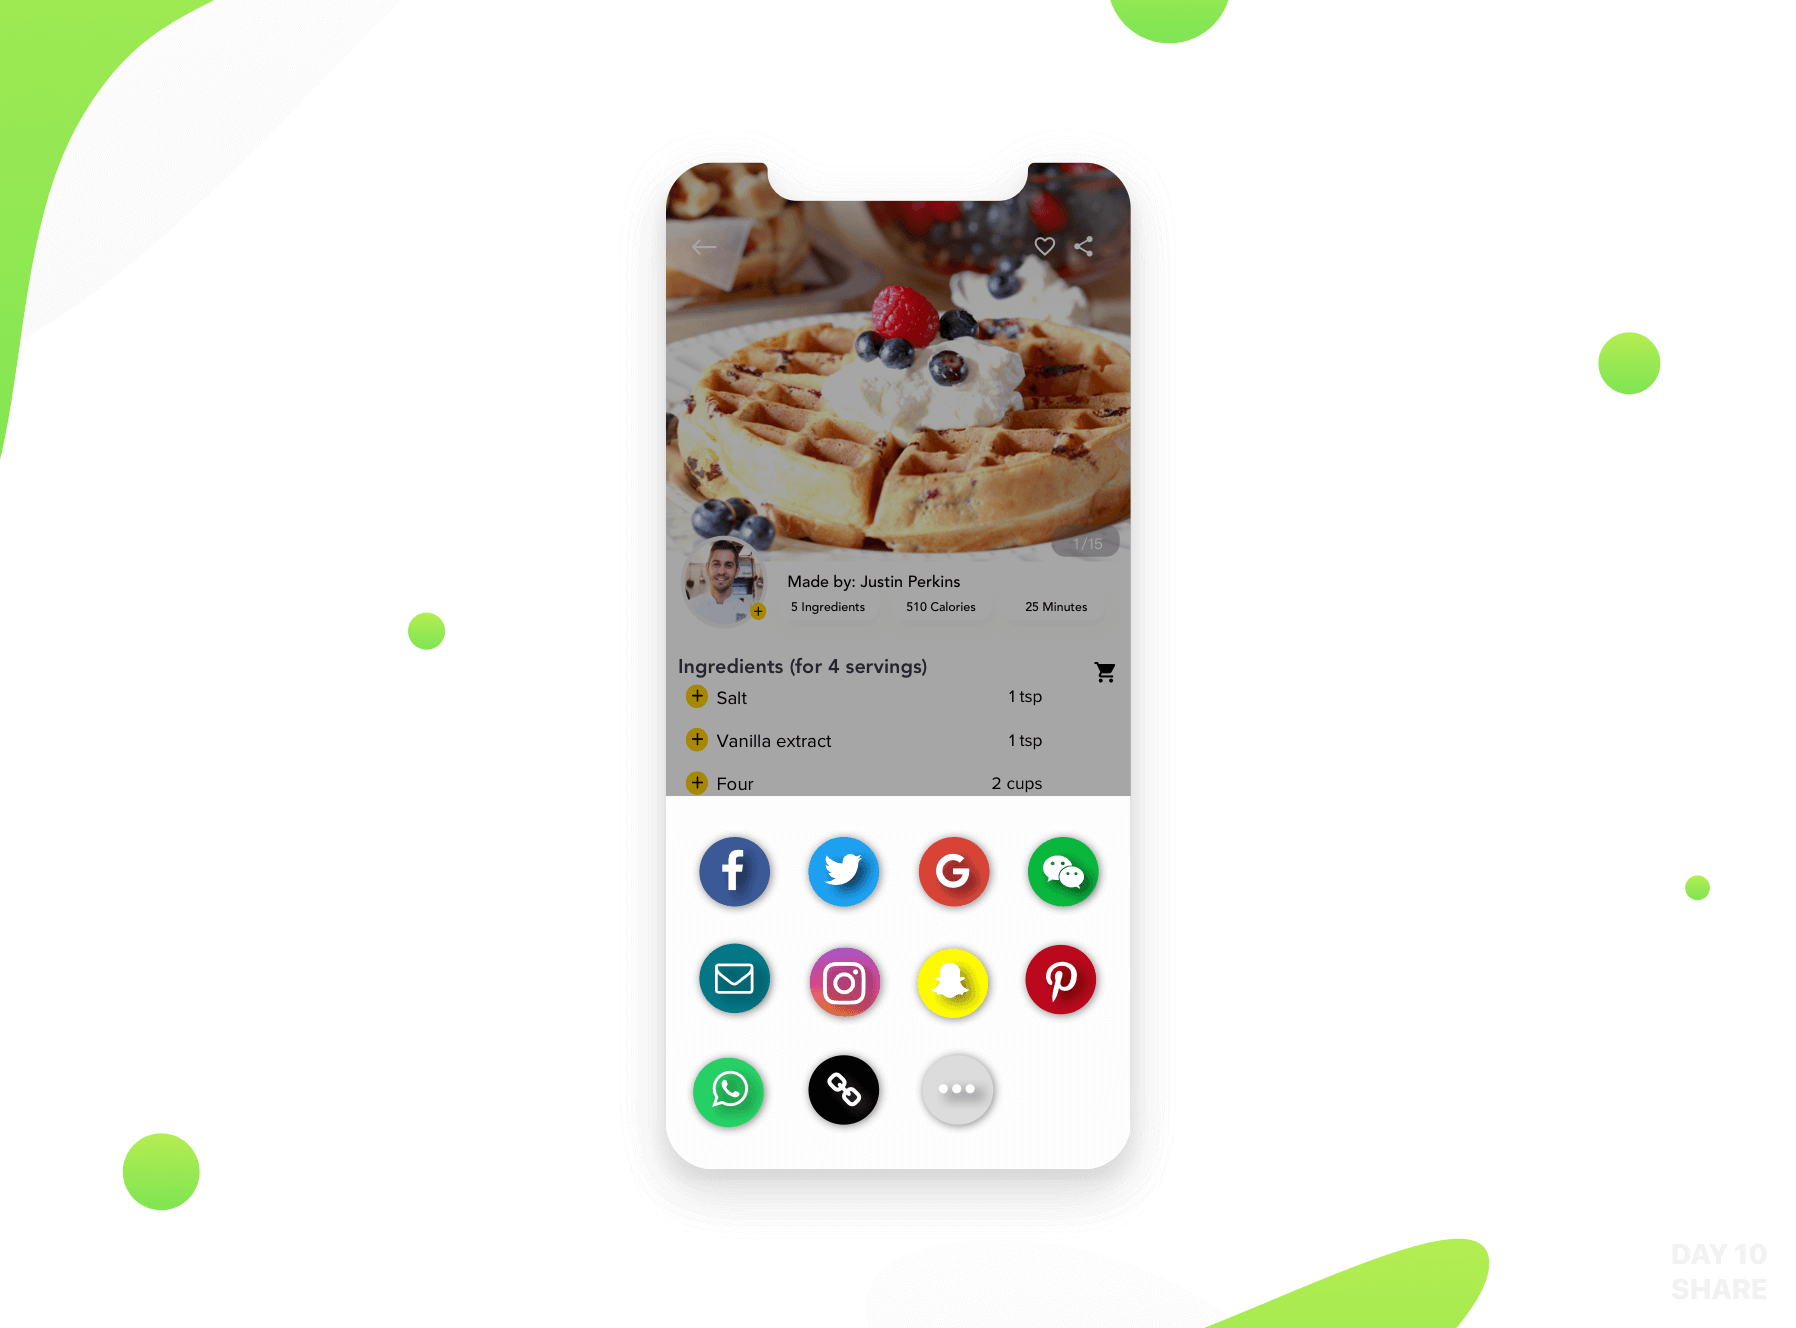 1/15
Made by: Justin Perkins
5 Ingredients 510 Calories 25 Minutes
Ingredients (for 4 servings)
Salt 1 tsp
Vanilla extract 1 tsp
Four 2 cups
DAY 10
SHARE